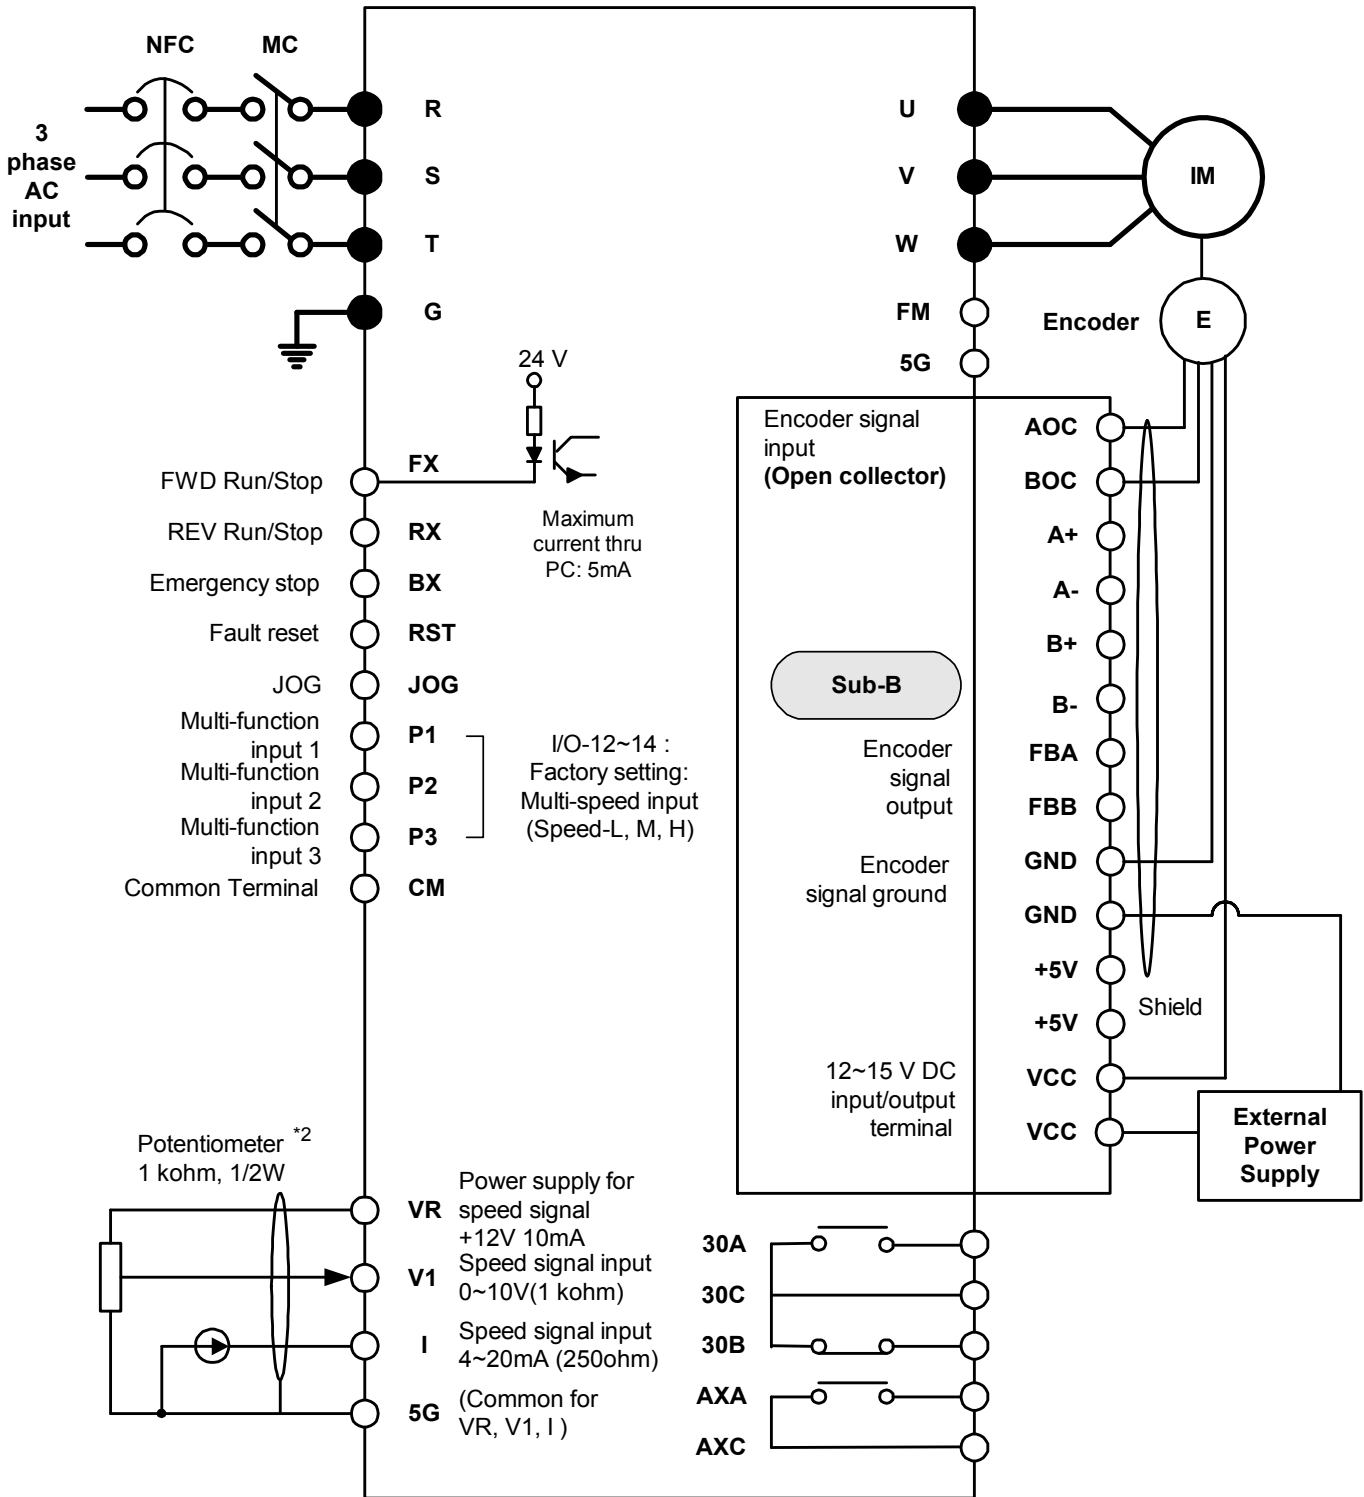 NFC MC
3
phase
AC
input
R
S
T
G
U
V
W
IM
FM
5G
Encoder
E
24 V
FX
FWD Run/Stop
Maximum
current thru
PC: 5mA
REV Run/Stop RX
Emergency stop BX
Fault reset RST
JOG JOG
Multi-function
input 1
P1
Multi-function
input 2
P2
Multi-function
input 3
P3
I/O-12~14 :
Factory setting:
Multi-speed input
(Speed-L, M, H)
Common Terminal CM
Encoder signal
input
(Open collector)
Sub-B
Encoder
signal
output
Encoder
signal ground
12~15 V DC
input/output
terminal
AOC
BOC
A+
A-
B+
B-
FBA
FBB
GND
GND
+5V
+5V
VCC
VCC
Shield
External
Power
Supply
Potentiometer *2
1 kohm, 1/2W
VR
Power supply for
speed signal
+12V 10mA
V1
Speed signal input
0~10V(1 kohm)
I
Speed signal input
4~20mA (250ohm)
5G
(Common for
VR, V1, I )
30A
30C
30B
AXA
AXC